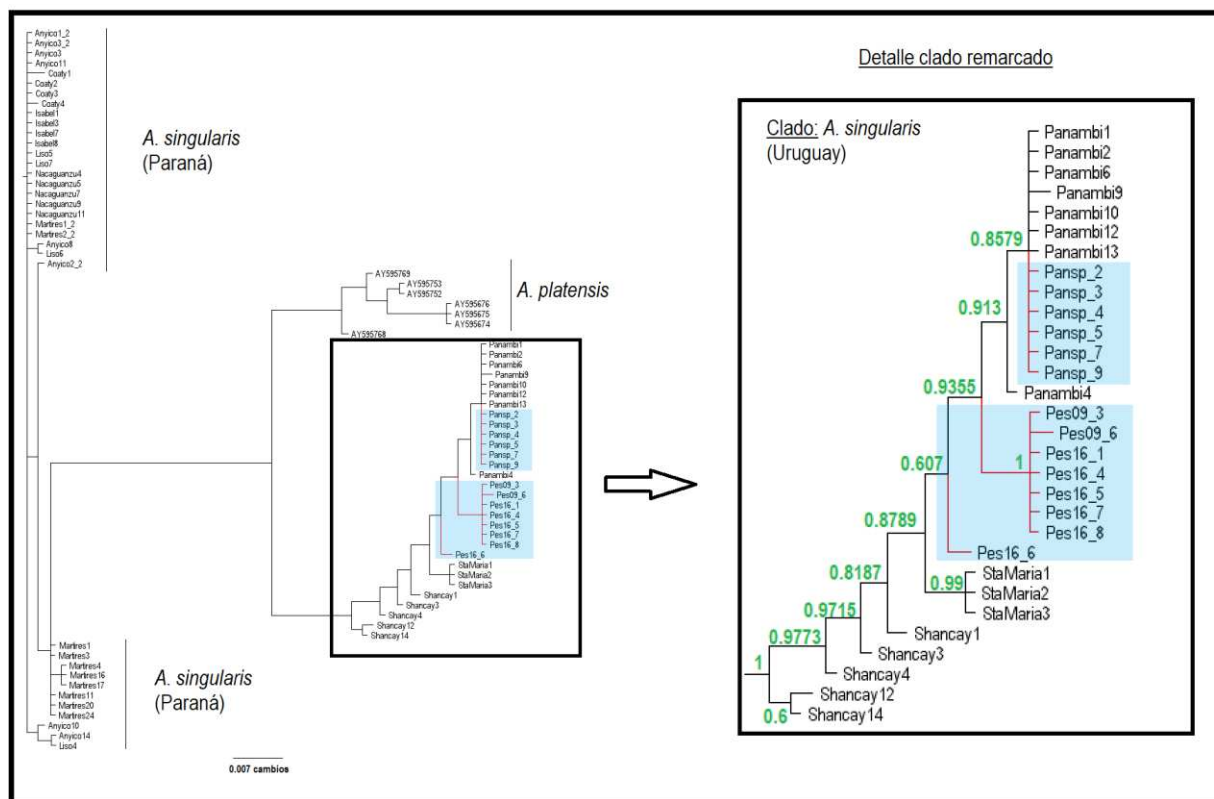 Anyico1_2
Anyico3_2
Anyico3
Anyico11
Coaty1
Coaty2
Coaty3
Coaty4
Isabel1
Isabel3
Isabel7
Isabel8
Liso5
Liso7
Nacaguanzu4
Nacaguanzu5
Nacaguanzu7
Nacaguanzu9
Nacaguanzu11
Martires1_2
Martires2_2
Anyico8
Liso6
Anyico2_2
A. singularis
(Paraná)
AY595769
AY595753
AY595752
AY595676
AY595675
AY595674
AY595768
A. platensis
Panambi1
Panambi2
Panambi6
Panambi9
Panambi10
Panambi12
Panambi13
Pansp_2
Pansp_3
Pansp_4
Pansp_5
Pansp_7
Pansp_9
Panambi4
Pes09_3
Pes09_6
Pes16_1
Pes16_4
Pes16_5
Pes16_7
Pes16_8
Pes16_6
StaMaria1
StaMaria2
StaMaria3
Shancay1
Shancay3
Shancay4
Shancay12
Shancay14
Martires1
Martires3
Martires4
Martires16
Martires17
Martires11
Martires20
Martires24
Anyico10
Anyico14
Liso4
A. singularis
(Paraná)
0.007 cambios
Detalle clado remarcado
Clado: A. singularis
(Uruguay)
Panambi1
Panambi2
Panambi6
Panambi9
Panambi10
Panambi12
0.8579
Panambi13
Pansp_2
Pansp_3
0.913
Pansp_4
Pansp_5
Pansp_7
Pansp_9
0.9355
Panambi4
Pes09_3
Pes09_6
Pes16_1
0.607
1
Pes16_4
Pes16_5
Pes16_7
0.8789
Pes16_8
Pes16_6
0.8187
StaMaria1
0.99
StaMaria2
StaMaria3
0.9715
Shancay1
0.9773
Shancay3
1
Shancay4
Shancay12
0.6
Shancay14